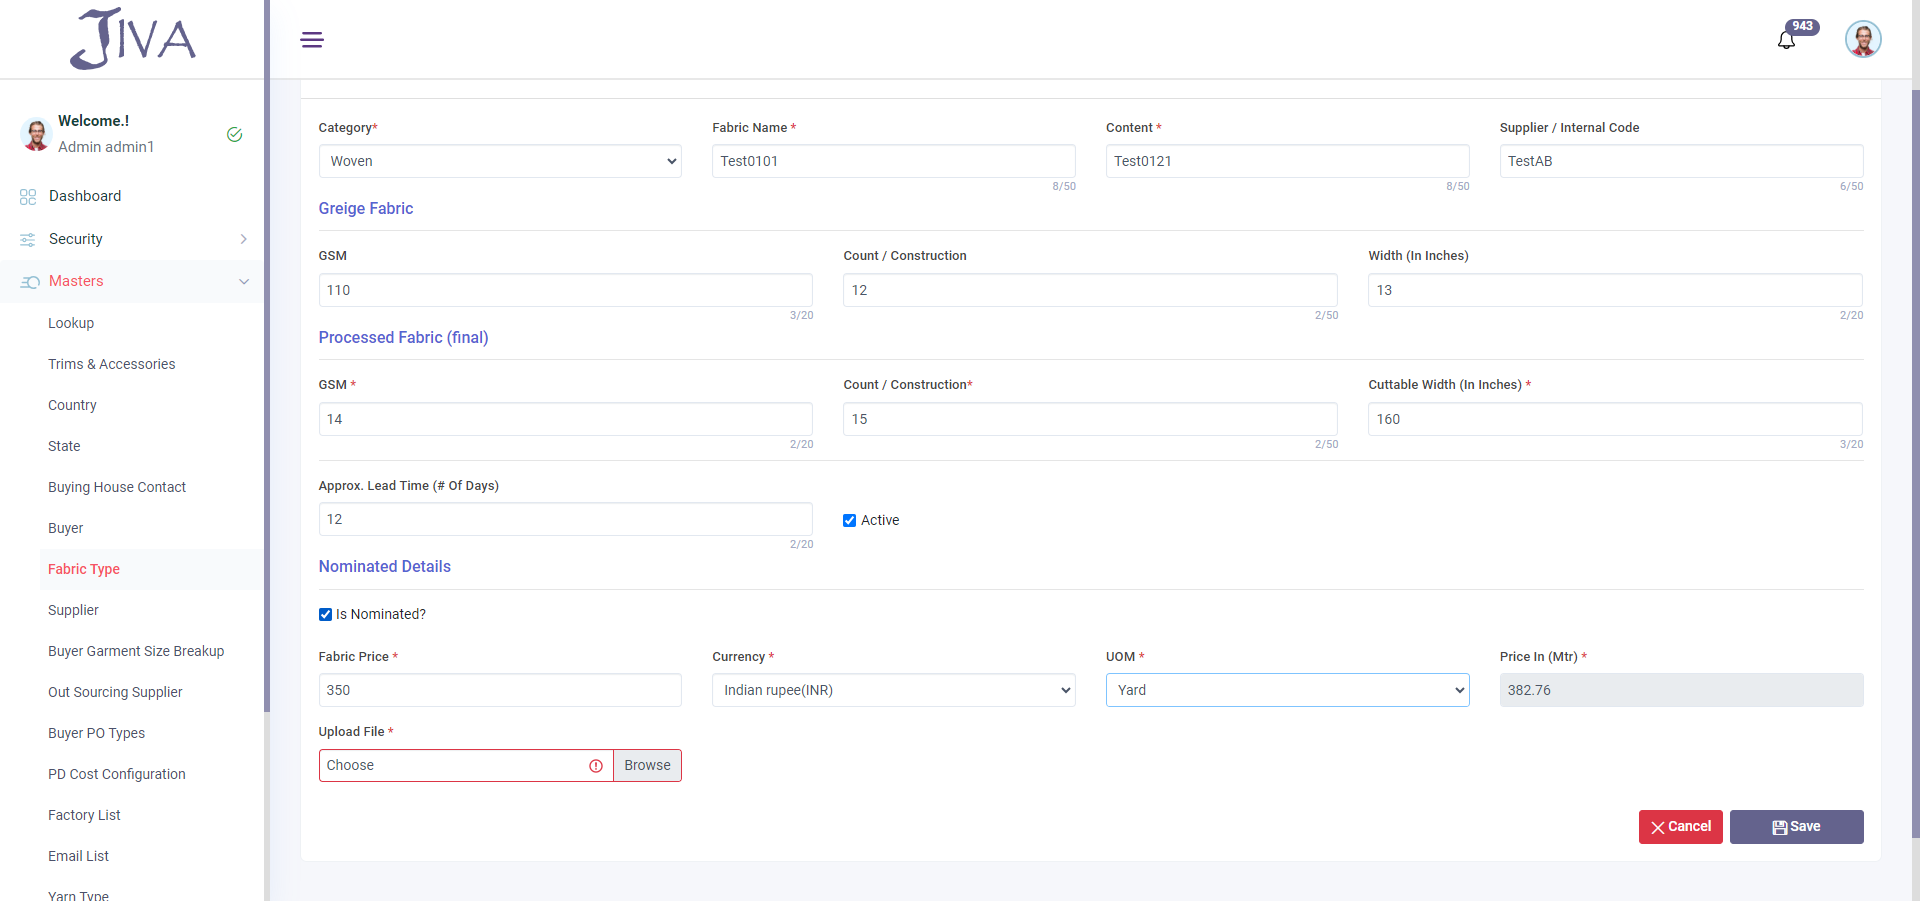 JIVA
943
Welcome.!
Admin admin1
Dashboard
Security
Masters
Lookup
Trims & Accessories
Country
State
Buying House Contact
Buyer
Fabric Type
Supplier
Buyer Garment Size Breakup
Out Sourcing Supplier
Buyer PO Types
PD Cost Configuration
Factory List
Email List
Yarn Type
Category* Fabric Name * Content * Supplier / Internal Code
Woven Test0101 Test0121 TestAB
8/50 8/50 6/50
Greige Fabric
GSM Count / Construction Width (In Inches)
110 12 13
3/20 2/50 2/20
Processed Fabric (final)
GSM * Count / Construction* Cuttable Width (In Inches) *
14 15 160
2/20 2/50 3/20
Approx. Lead Time (# Of Days)
12 Active
2/20
Nominated Details
Is Nominated?
Fabric Price * Currency * UOM * Price In (Mtr) *
350 Indian rupee(INR) Yard 382.76
Upload File *
Choose Browse
Cancel Save